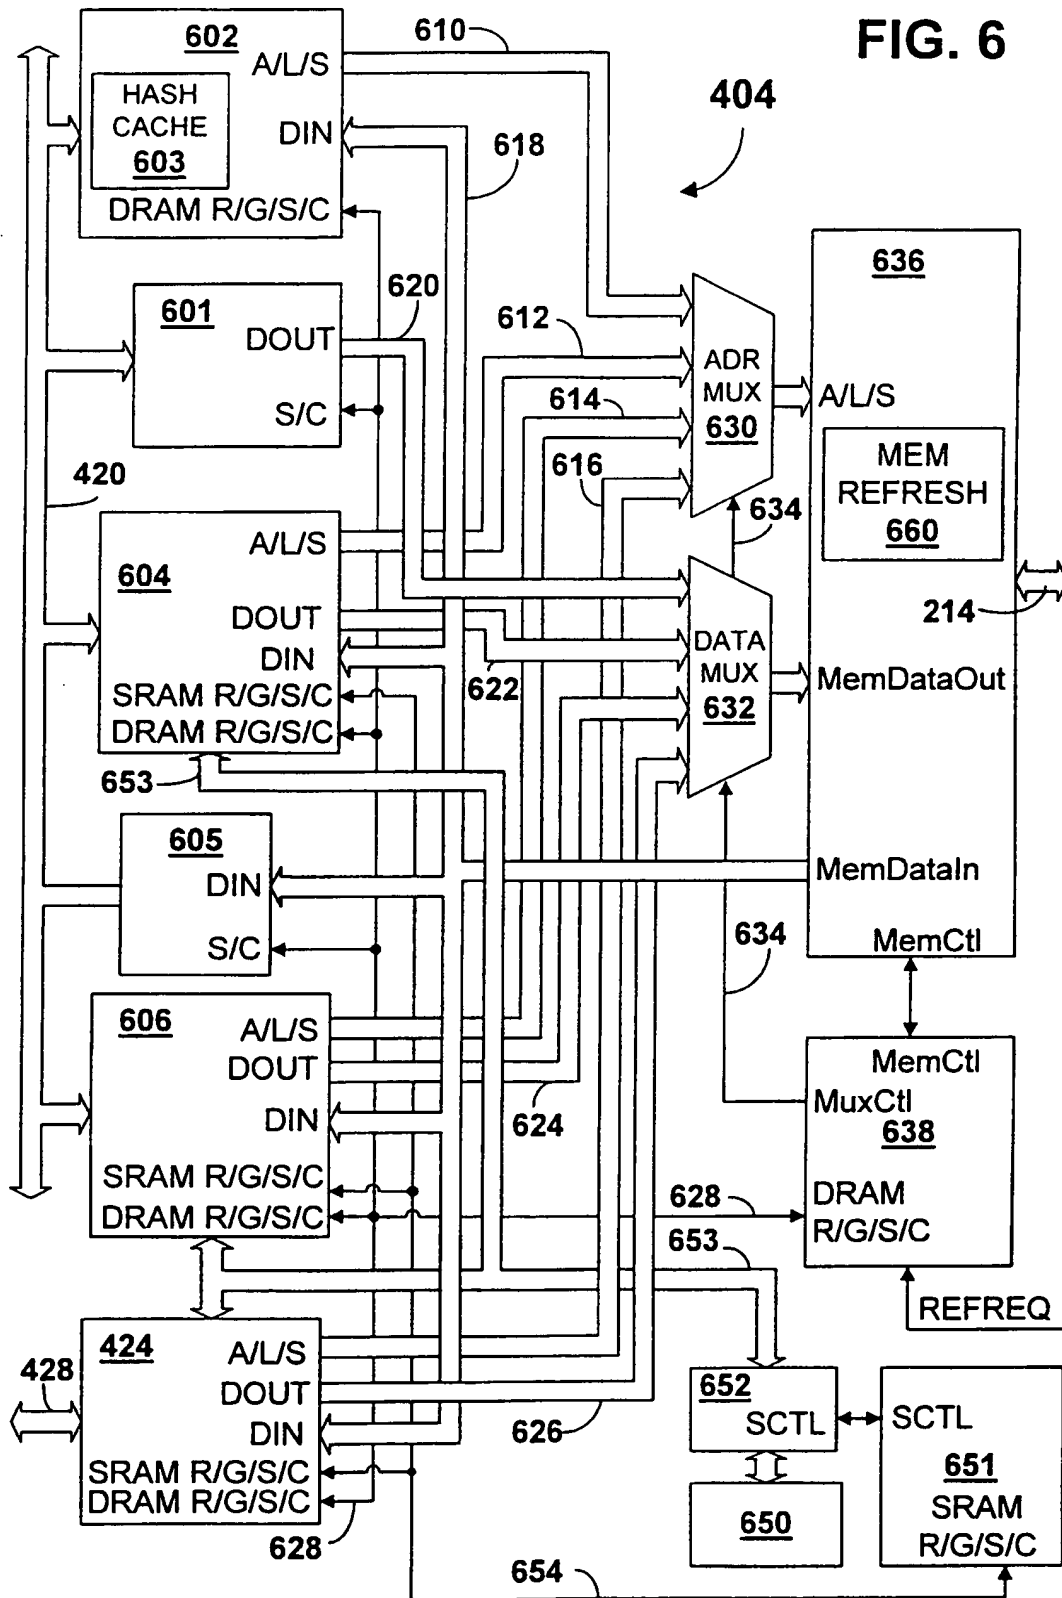 FIG. 6
404
602
A/L/S
HASH
CACHE
603
DIN
DRAM R/G/S/C
610
618
601
DOUT
S/C
620
612
614
616
420
604
A/L/S
DOUT
DIN
SRAM R/G/S/C
DRAM R/G/S/C
622
653
ADR
MUX
630
634
DATA
MUX
632
636
A/L/S
MEM
REFRESH
660
214
MemDataOut
MemDataIn
MemCtl
605
DIN
S/C
634
606
A/L/S
DOUT
DIN
SRAM R/G/S/C
DRAM R/G/S/C
624
MemCtl
MuxCtl
638
DRAM
R/G/S/C
628
653
REFREQ
424
A/L/S
DOUT
DIN
SRAM R/G/S/C
DRAM R/G/S/C
428
626
628
652
SCTL
650
SCTL
651
SRAM
R/G/S/C
654